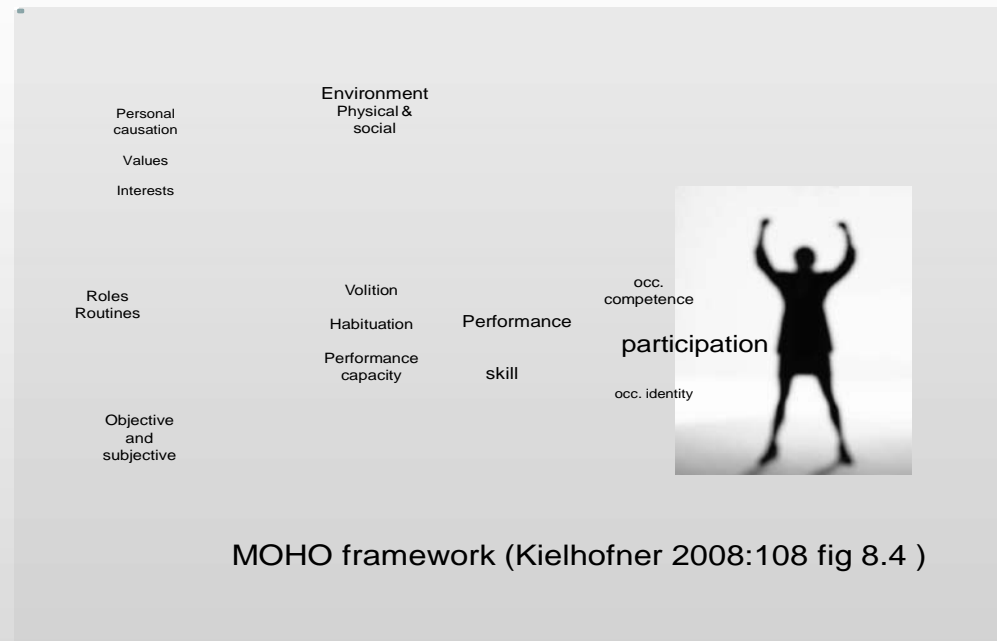 Personal
causation
Values
Interests
Environment
Physical &
social
Roles
Routines
Objective
and
subjective
Volition
Habituation
Performance
capacity
Performance
skill
occ.
competence
participation
occ. identity
MOHO framework (Kielhofner 2008:108 fig 8.4 )